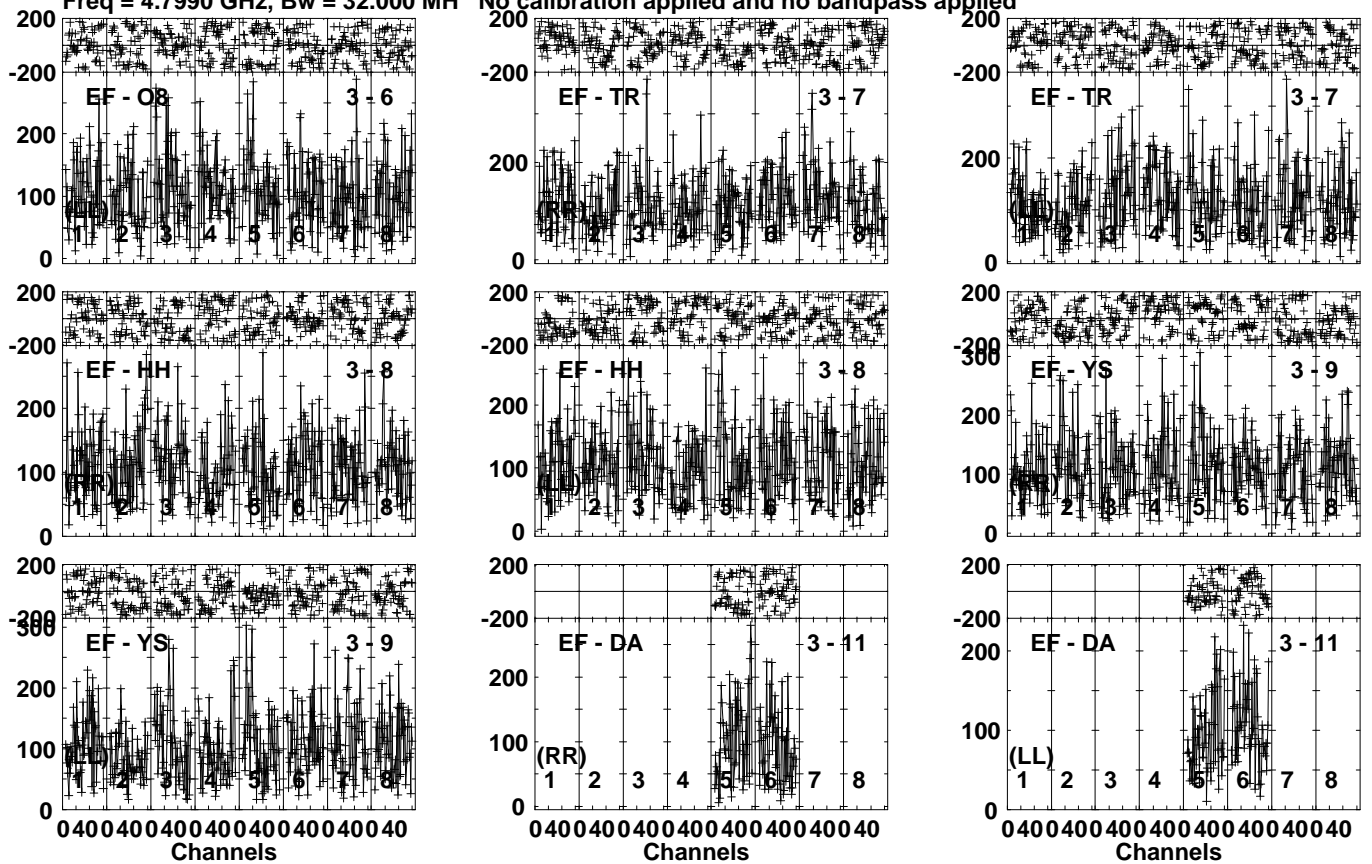 Freq = 4.7990 GHz, Bw = 32.000 MH No calibration applied and no bandpass applied
200 200 200
-200 -200 -200
EF - O8 3 - 6 EF - TR 3 - 7 EF - TR 3 - 7
200 200 200
100
(LL) (RR) (LL)
1 2 3 4 5 6 7 8 1 2 3 4 5 6 7 8 1 2 3 4 5 6 7 8
0 0 0
200 200 200
-200 -200 -200
300
EF - HH 3 - 8 EF - HH 3 - 8 EF - YS 3 - 9
200 200 200
100 100 100
(RR) (LL) (RR)
1 2 3 4 5 6 7 8 1 2 3 4 5 6 7 8 1 2 3 4 5 6 7 8
0 0 0
200 200 200
-200 -200 -200
300
EF - YS 3 - 9 EF - DA 3 - 11 EF - DA 3 - 11
200 200 200
100 100 100
(LL) (RR) (LL)
1 2 3 4 5 6 7 8 1 2 3 4 5 6 7 8 1 2 3 4 5 6 7 8
0 0 0
0 40 0 40 0 40 0 40 0 40 0 40 0 40 0 40 0 40 0 40 0 40 0 40 0 40 0 40 0 40 0 40 0 40 0 40 0 40 0 40 0 40 0 40 0 40 0 40
Channels Channels Channels